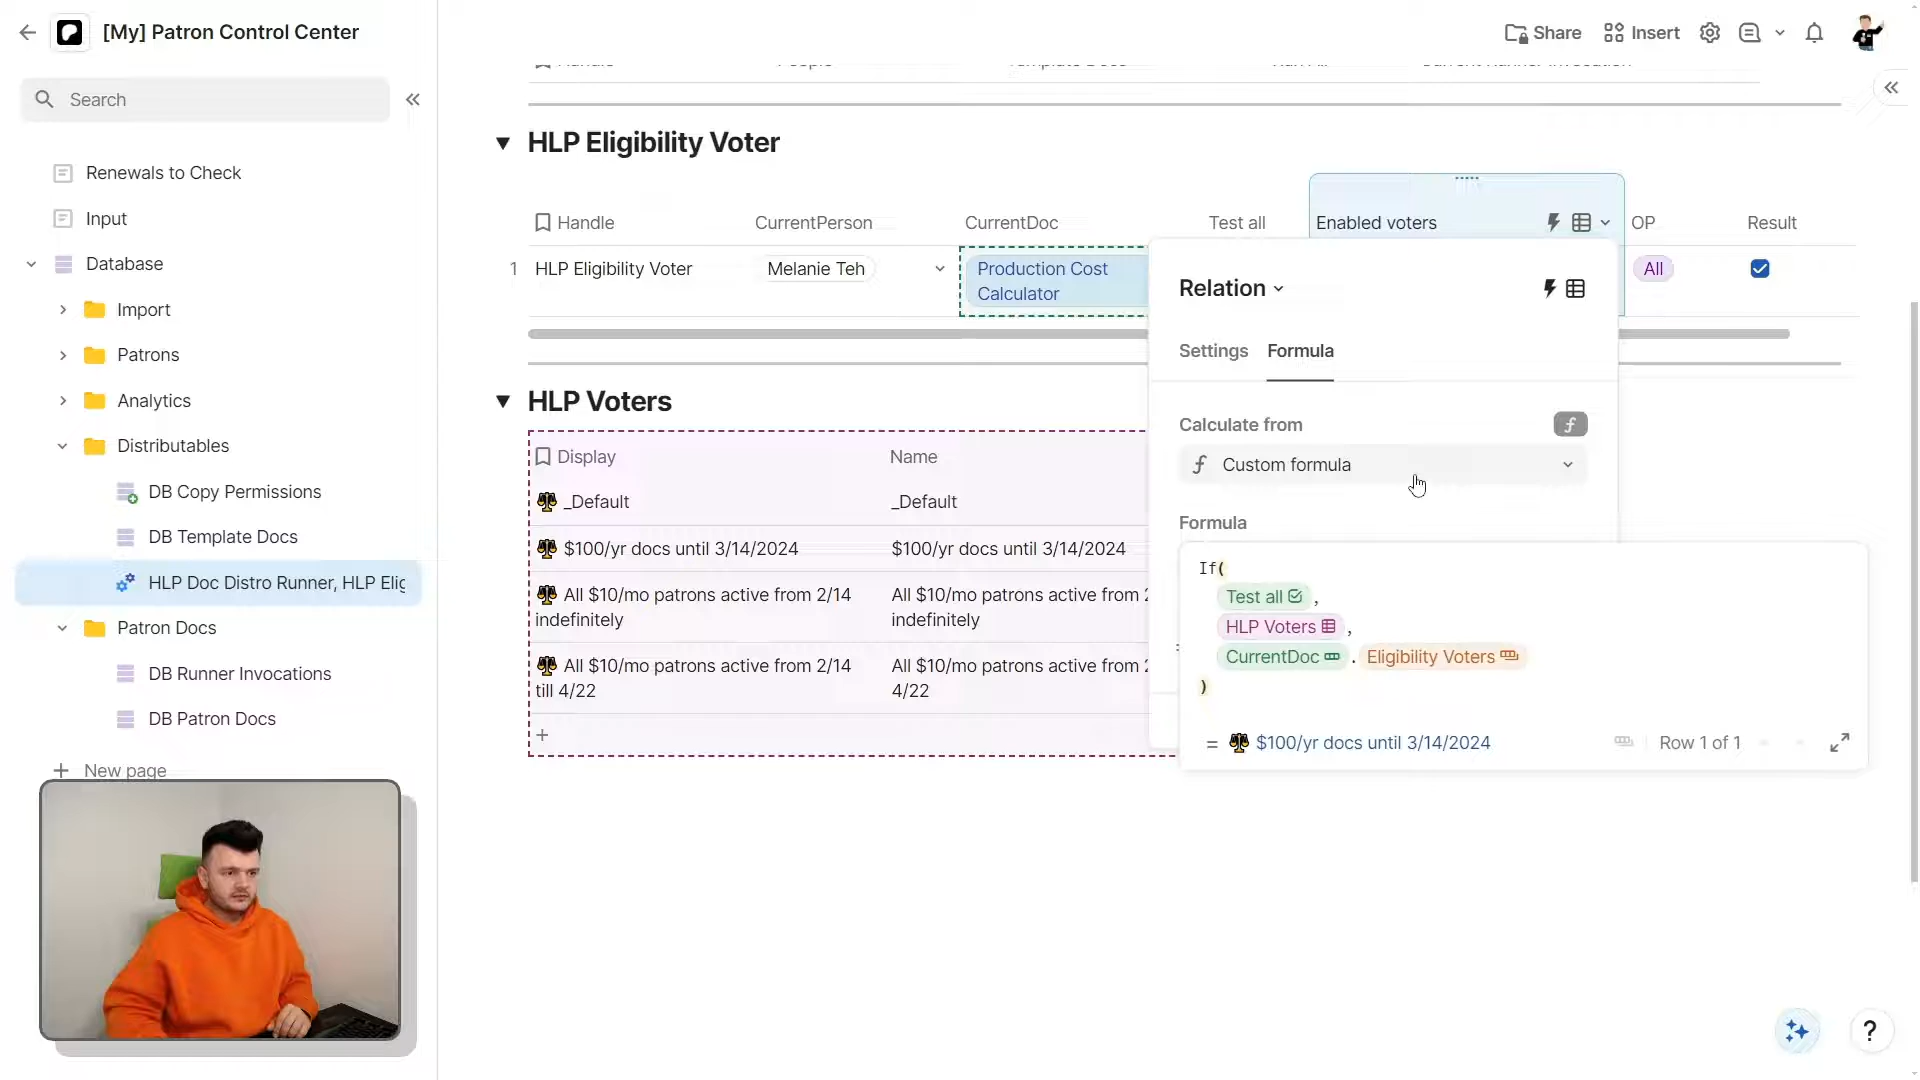 [My] Patron Control Center
Share
Insert
Search
Renewals to Check
Input
Database
Import
Patrons
Analytics
Distributables
DB Copy Permissions
DB Template Docs
HLP Doc Distro Runner, HLP Elig
Patron Docs
DB Runner Invocations
DB Patron Docs
New page
HLP Eligibility Voter
Handle CurrentPerson CurrentDoc Test all Enabled voters OP Result
1 HLP Eligibility Voter Melanie Teh Production Cost All
Calculator
HLP Voters
Display Name
_Default _Default
$100/yr docs until 3/14/2024 $100/yr docs until 3/14/2024
All $10/mo patrons active from 2/14 All $10/mo patrons active from 2
indefinitely indefinitely
All $10/mo patrons active from 2/14 All $10/mo patrons active from 2
till 4/22 4/22
Relation
Settings Formula
Calculate from
Custom formula
Formula
If(
Test all ,
HLP Voters ,
CurrentDoc . Eligibility Voters
)
= $100/yr docs until 3/14/2024 Row 1 of 1
?